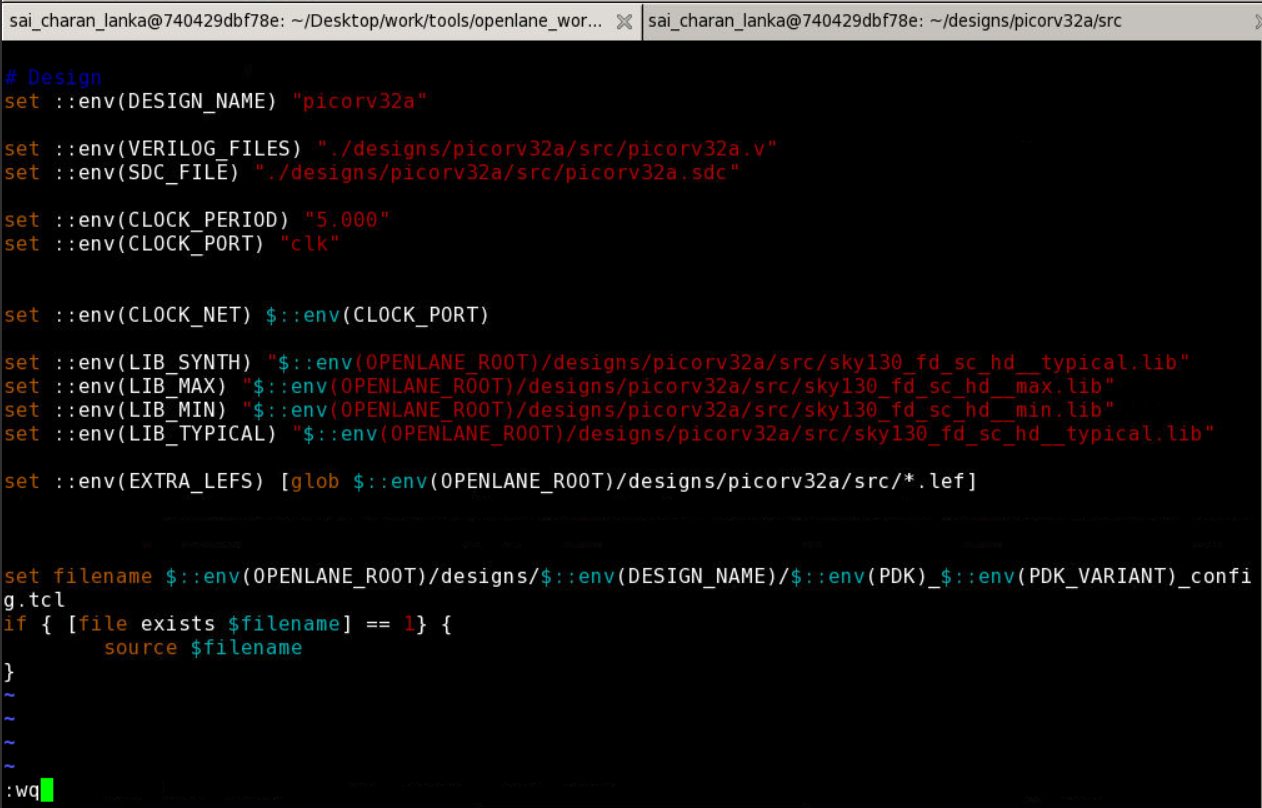 sai_charan_lanka@740429dbf78e: ~/Desktop/work/tools/openlane_wor...
sai_charan_lanka@740429dbf78e: ~/designs/picorv32a/src
# Design
set ::env(DESIGN_NAME) "picorv32a"
set ::env(VERILOG_FILES) "./designs/picorv32a/src/picorv32a.v"
set ::env(SDC_FILE) "./designs/picorv32a/src/picorv32a.sdc"
set ::env(CLOCK_PERIOD) "5.000"
set ::env(CLOCK_PORT) "clk"
set ::env(CLOCK_NET) $::env(CLOCK_PORT)
set ::env(LIB_SYNTH) "$::env(OPENLANE_ROOT)/designs/picorv32a/src/sky130_fd_sc_hd__typical.lib"
set ::env(LIB_MAX) "$::env(OPENLANE_ROOT)/designs/picorv32a/src/sky130_fd_sc_hd__max.lib"
set ::env(LIB_MIN) "$::env(OPENLANE_ROOT)/designs/picorv32a/src/sky130_fd_sc_hd__min.lib"
set ::env(LIB_TYPICAL) "$::env(OPENLANE_ROOT)/designs/picorv32a/src/sky130_fd_sc_hd__typical.lib"
set ::env(EXTRA_LEFS) [glob $::env(OPENLANE_ROOT)/designs/picorv32a/src/*.lef]
set filename $::env(OPENLANE_ROOT)/designs/$::env(DESIGN_NAME)/$::env(PDK)_$::env(PDK_VARIANT)_confi
g.tcl
if { [file exists $filename] == 1} {
        source $filename
}
~
~
~
~
:wq